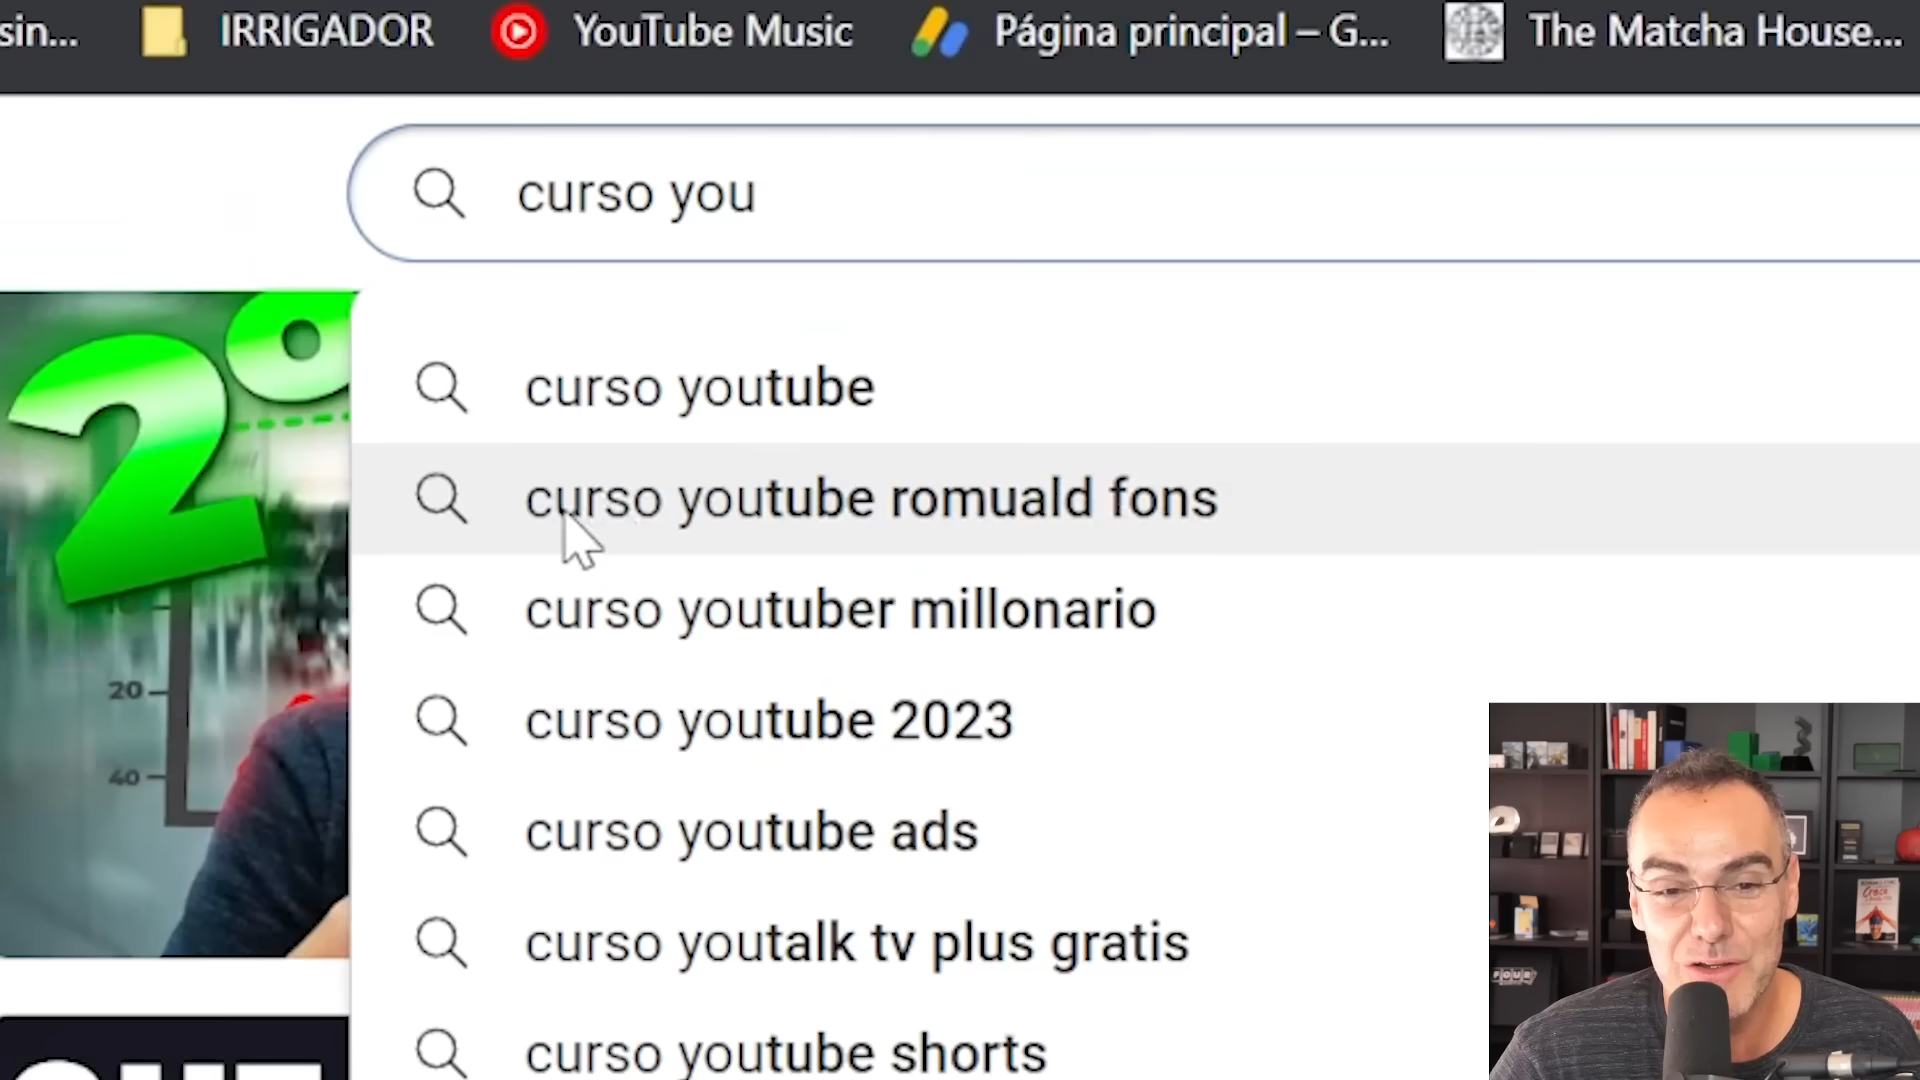 sin...
IRRIGADOR
YouTube Music
Página principal – G...
The Matcha House...
curso you
2º
curso youtube
curso youtube romuald fons
curso youtuber millonario
curso youtube 2023
20
curso youtube ads
40
curso youtalk tv plus gratis
curso youtube shorts